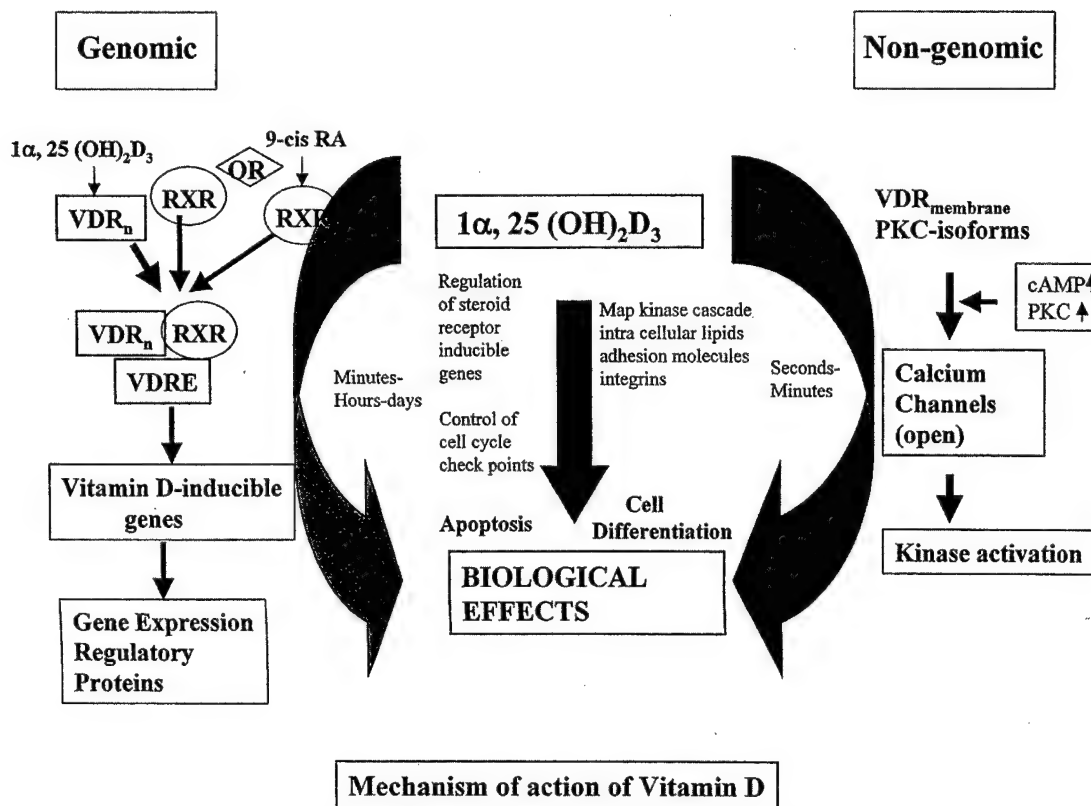 Genomic
Non-genomic
1α, 25 (OH)₂D₃
9-cis RA
OR
RXR
RXR
VDRₙ
VDRₙ
RXR
VDRE
Vitamin D-inducible
genes
Gene Expression
Regulatory
Proteins
Minutes-
Hours-days
1α, 25 (OH)₂D₃
Regulation
of steroid
receptor
inducible
genes
Control of
cell cycle
check points
Map kinase cascade
intra cellular lipids
adhesion molecules
integrins
Apoptosis
Cell
Differentiation
BIOLOGICAL
EFFECTS
Seconds-
Minutes
VDRmembrane
PKC-isoforms
cAMP↑
PKC ↑
Calcium
Channels
(open)
Kinase activation
Mechanism of action of Vitamin D